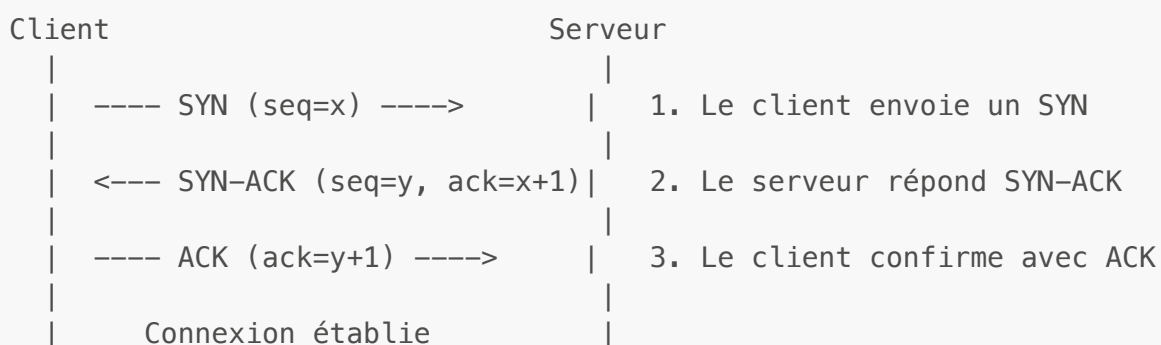 Client                             Serveur
  |                                   |
  |  ---- SYN (seq=x) ---->        |   1. Le client envoie un SYN
  |                                   |
  |  <--- SYN-ACK (seq=y, ack=x+1)|   2. Le serveur répond SYN-ACK
  |                                   |
  |  ---- ACK (ack=y+1) ---->      |   3. Le client confirme avec ACK
  |                                   |
  |     Connexion établie             |